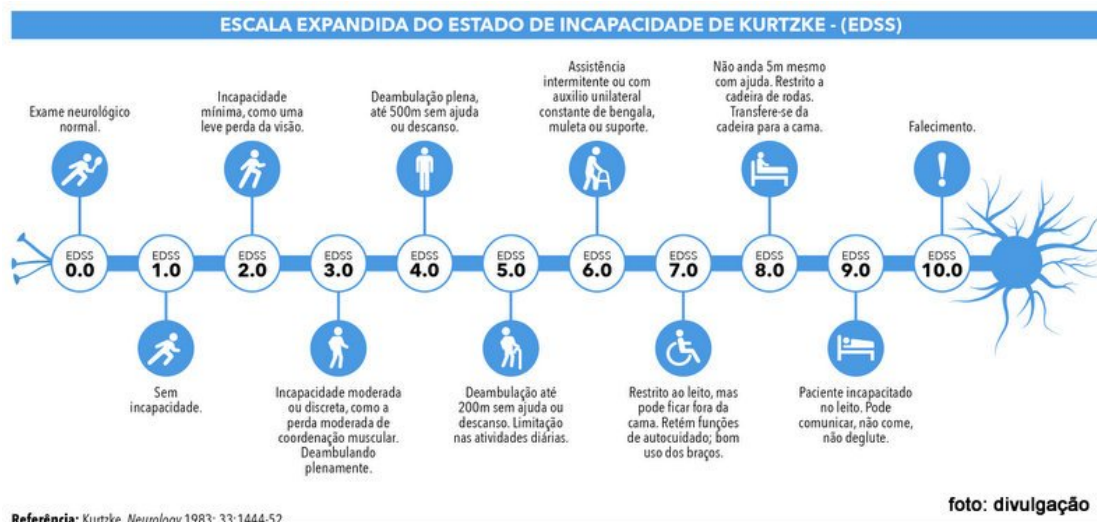 ESCALA EXPANDIDA DO ESTADO DE INCAPACIDADE DE KURTZKE - (EDSS)
Exame neurológico
normal.
Incapacidade
mínima, como uma
leve perda da visão.
Deambulação plena,
até 500m sem ajuda
ou descanso.
Assistência
intermitente ou com
auxílio unilateral
constante de bengala,
muleta ou suporte.
Não anda 5m mesmo
com ajuda. Restrito a
cadeira de rodas.
Transfere-se da
cadeira para a cama.
Falecimento.
EDSS
0.0
EDSS
1.0
EDSS
2.0
EDSS
3.0
EDSS
4.0
EDSS
5.0
EDSS
6.0
EDSS
7.0
EDSS
8.0
EDSS
9.0
EDSS
10.0
Sem
incapacidade.
Incapacidade moderada
ou discreta, como a
perda moderada de
coordenação muscular.
Deambulando
plenamente.
Deambulação até
200m sem ajuda ou
descanso. Limitação
nas atividades diárias.
Restrito ao leito, mas
pode ficar fora da
cama. Retém funções
de autocuidado; bom
uso dos braços.
Paciente incapacitado
no leito. Pode
comunicar, não come,
não deglute.
foto: divulgação
Referência: Kurtzke. Neurology 1983; 33:1444-52